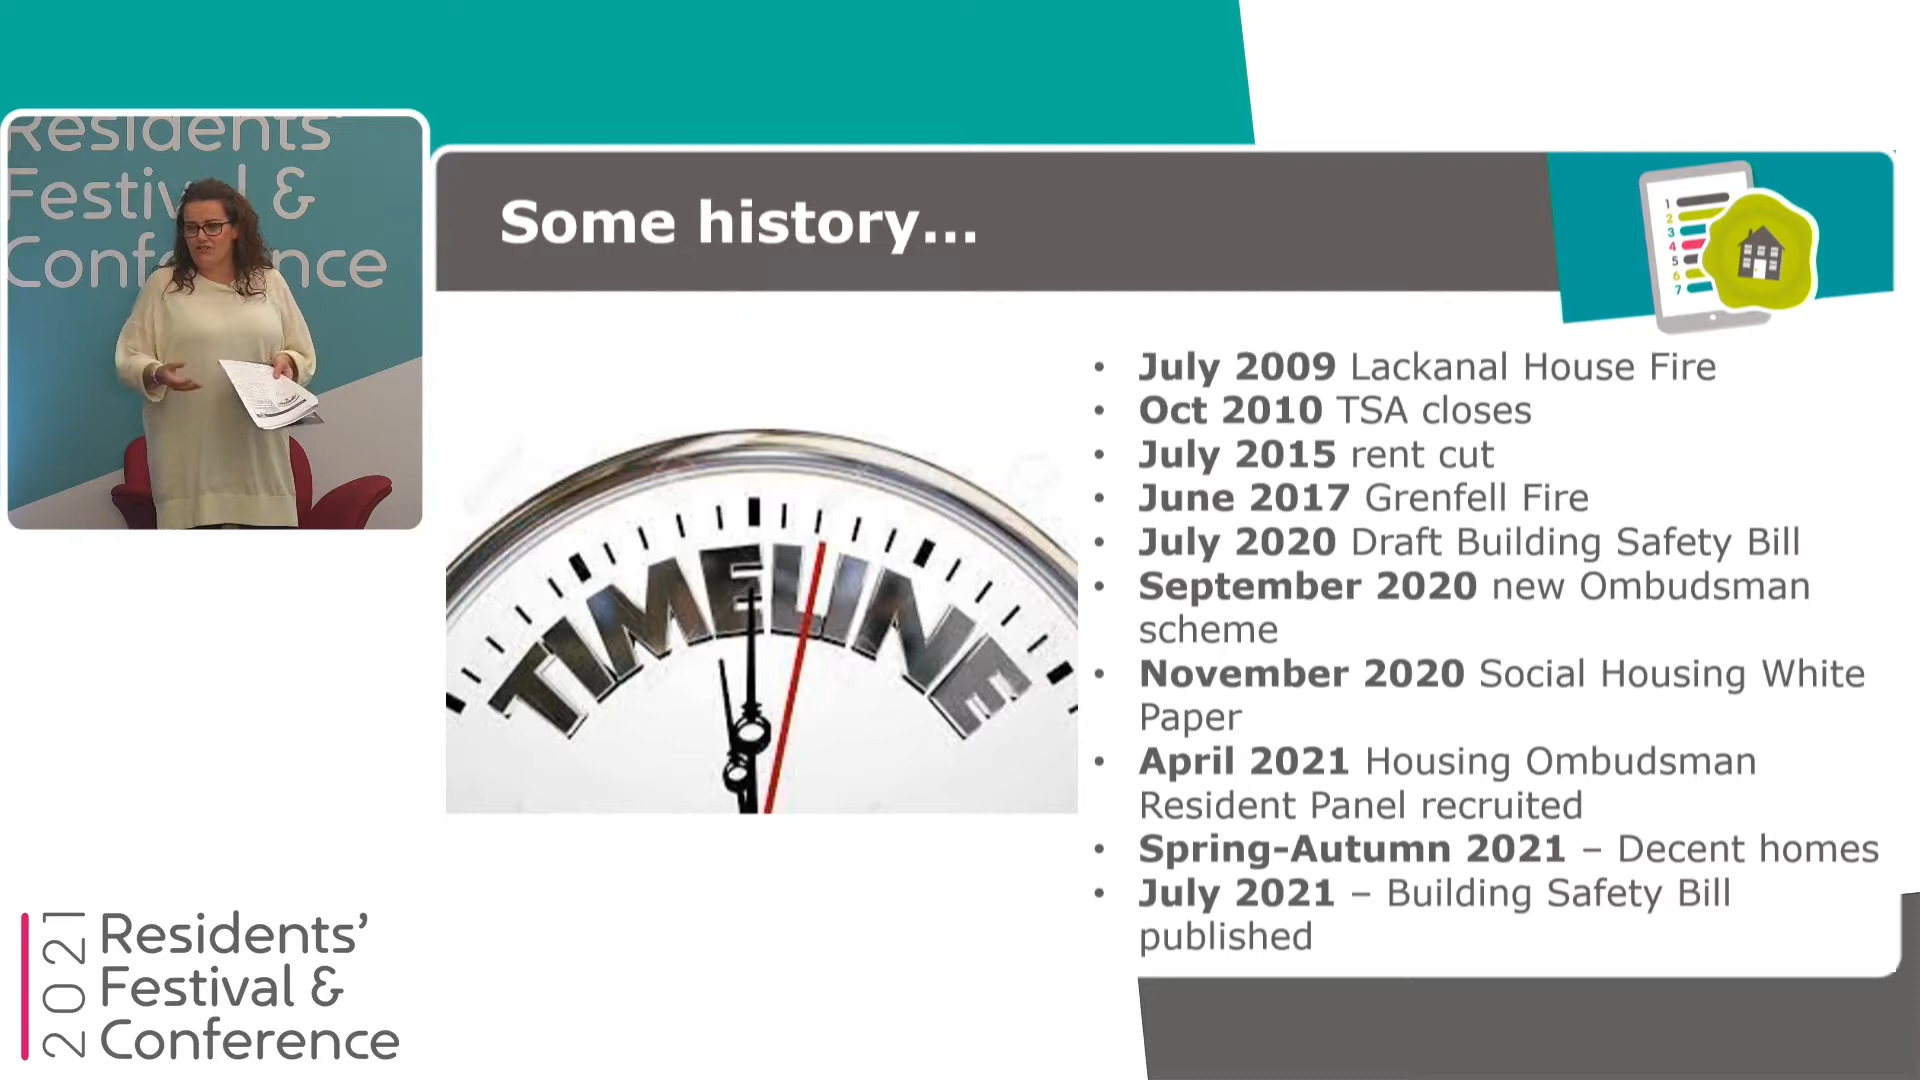 Residents'
Festival &
Conference
Some history...
1
2
3
4
5
6
7
TIMELINE
• July 2009 Lackanal House Fire
• Oct 2010 TSA closes
• July 2015 rent cut
• June 2017 Grenfell Fire
• July 2020 Draft Building Safety Bill
• September 2020 new Ombudsman
scheme
• November 2020 Social Housing White
Paper
• April 2021 Housing Ombudsman
Resident Panel recruited
• Spring-Autumn 2021 – Decent homes
• July 2021 – Building Safety Bill
published
2021
Residents'
Festival &
Conference